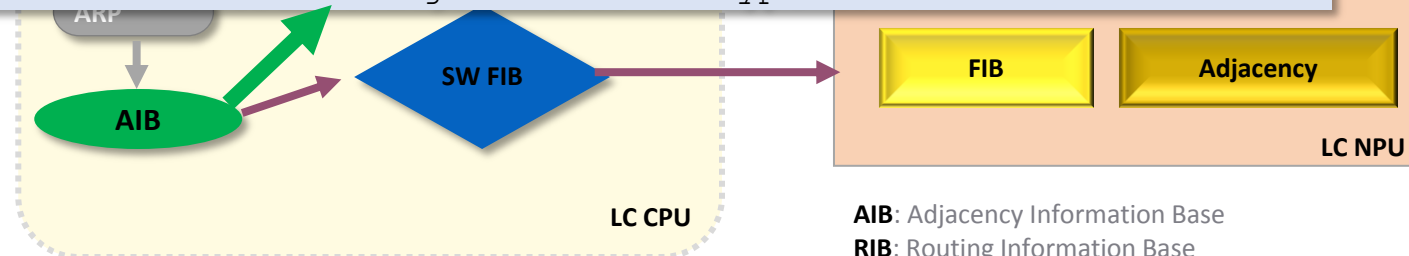 ARP
SW FIB
FIB
Adjacency
AIB
LC NPU
LC CPU
AIB: Adjacency Information Base
RIB: Routing Information Base